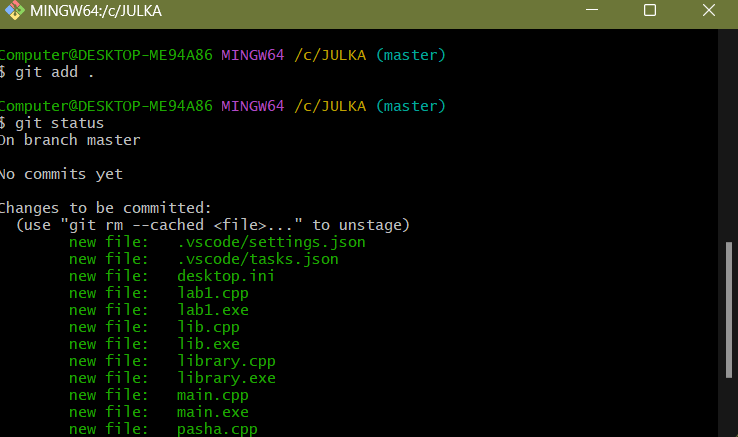 MINGW64:/c/JULKA
Computer@DESKTOP-ME94A86 MINGW64 /c/JULKA (master)
$ git add .
Computer@DESKTOP-ME94A86 MINGW64 /c/JULKA (master)
$ git status
On branch master
No commits yet
Changes to be committed:
  (use "git rm --cached <file>..." to unstage)
        new file:   .vscode/settings.json
        new file:   .vscode/tasks.json
        new file:   desktop.ini
        new file:   lab1.cpp
        new file:   lab1.exe
        new file:   lib.cpp
        new file:   lib.exe
        new file:   library.cpp
        new file:   library.exe
        new file:   main.cpp
        new file:   main.exe
        new file:   pasha.cpp